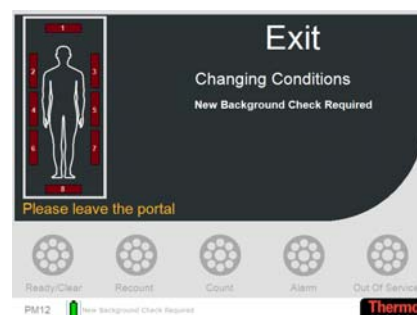 Exit
Changing Conditions
New Background Check Required
1
2
3
4
5
6
7
8
Please leave the portal
Ready/Clear
Recount
Count
Alarm
Out Of Service
PM12
New Background Check Required
Thermo